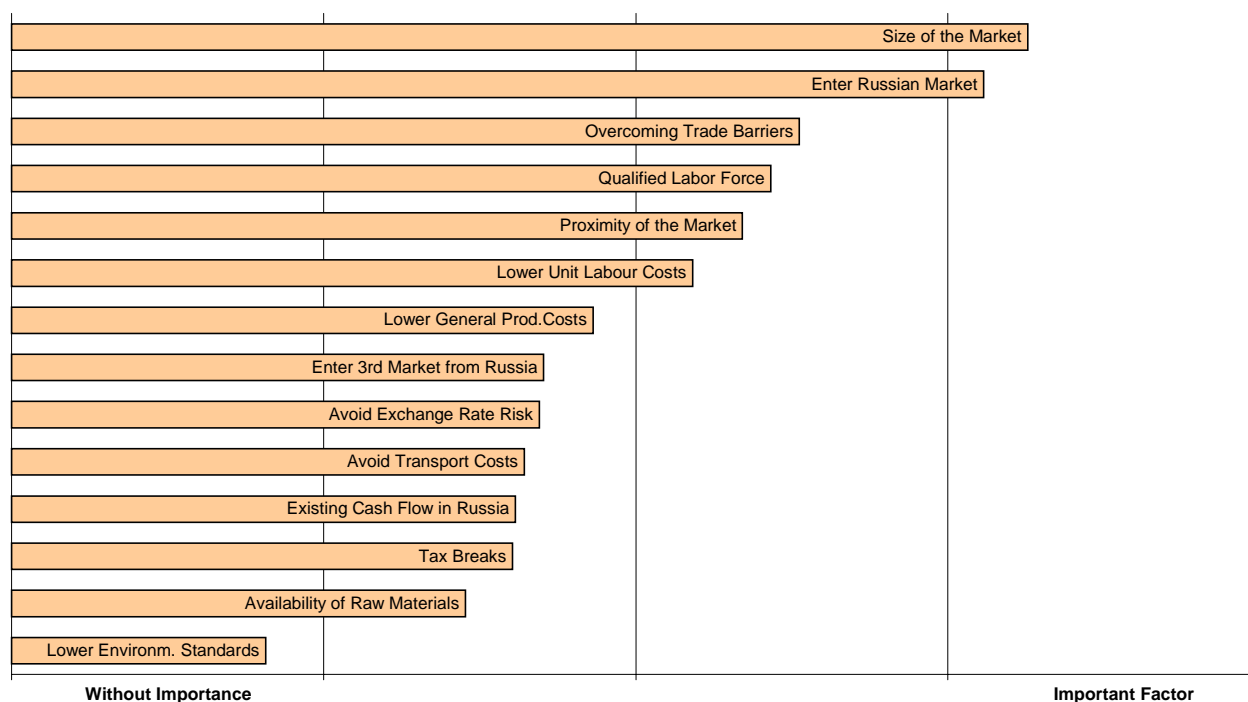 Size of the Market
Enter Russian Market
Overcoming Trade Barriers
Qualified Labor Force
Proximity of the Market
Lower Unit Labour Costs
Lower General Prod.Costs
Enter 3rd Market from Russia
Avoid Exchange Rate Risk
Avoid Transport Costs
Existing Cash Flow in Russia
Tax Breaks
Availability of Raw Materials
Lower Environm. Standards
Without Importance Important Factor